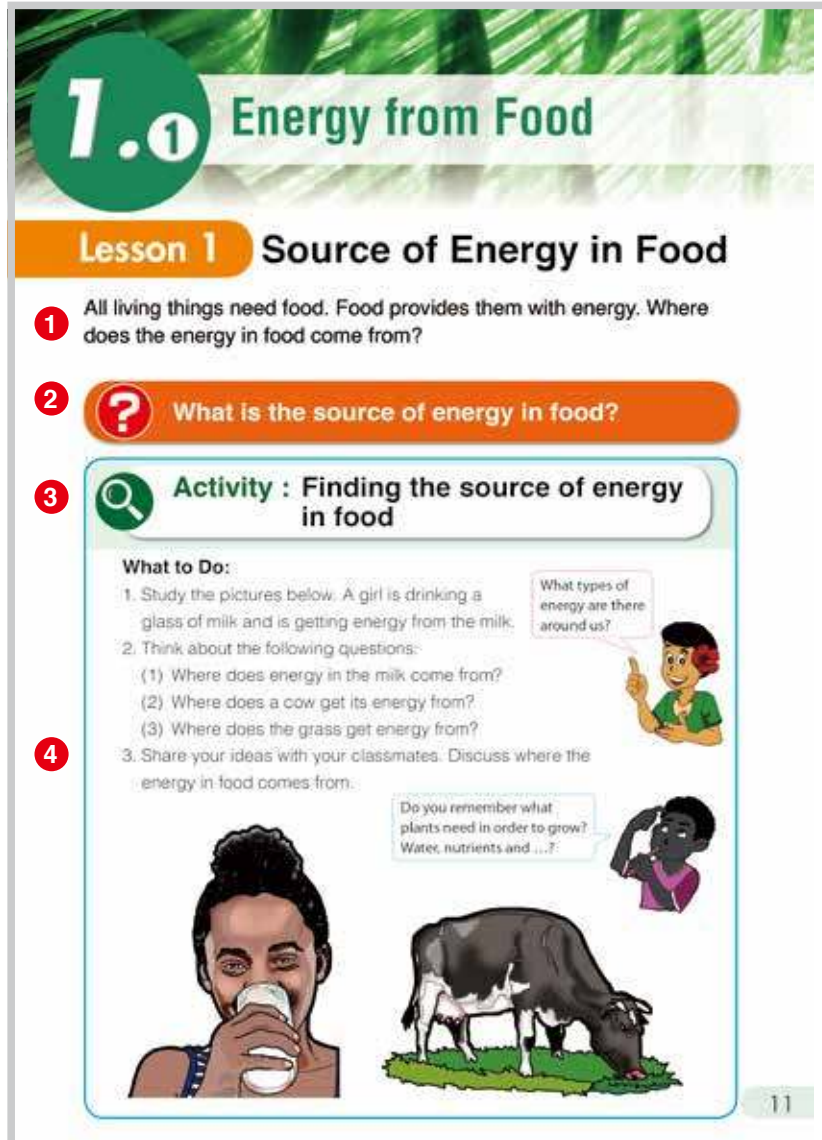 1.1 Energy from Food
Lesson 1 Source of Energy in Food
1 All living things need food. Food provides them with energy. Where
does the energy in food come from?
2 ? What is the source of energy in food?
3 Activity : Finding the source of energy
in food
What to Do:
1. Study the pictures below. A girl is drinking a
glass of milk and is getting energy from the milk.
2. Think about the following questions:
(1) Where does energy in the milk come from?
(2) Where does a cow get its energy from?
(3) Where does the grass get energy from?
4 3. Share your ideas with your classmates. Discuss where the
energy in food comes from.
What types of
energy are there
around us?
Do you remember what
plants need in order to grow?
Water, nutrients and ...?
11